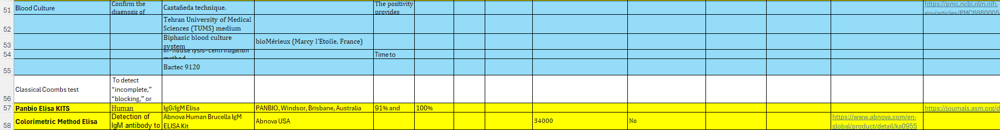 51
Blood Culture
Confirm the
diagnosis of
Castañeda technique.
The positivity
provides
https://pmc.ncbi.nlm.nih.
gov/articles/PMC6860005
52
Tehran University of Medical
Sciences (TUMS) medium
53
Biphasic blood culture
system
bioMérieux (Marcy l'Etoile, France)
54
In-house lysis-centrifugation
method
Time to
55
Bactec 9120
56
Classical Coombs test
To detect
“incomplete,”
“blocking,” or
57
Panbio Elisa KITS
Human
IgG/IgM Elisa
PANBIO, Windsor, Brisbane, Australia
91% and
100%
https://journals.asm.org/d
58
Colorimetric Method Elisa
Detection of
IgM antibody to
Abnova Human Brucella IgM
ELISA Kit
Abnova USA
34000
No
https://www.abnova.com/en-
global/product/detail/ka0955